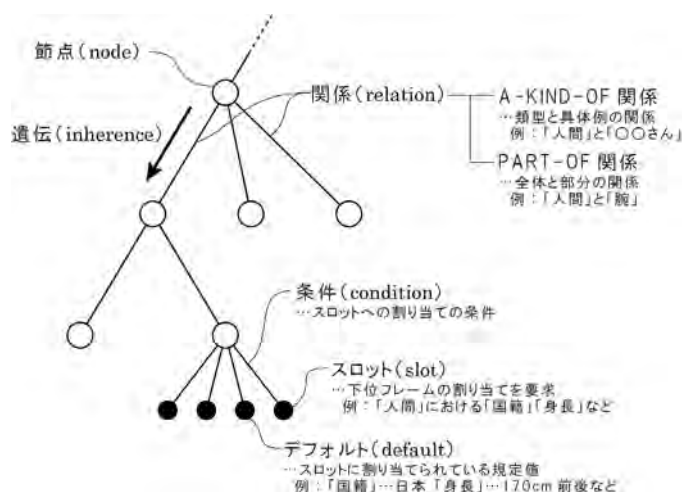 節点(node)
関係(relation)
A-KIND-OF 関係
…類型と具体例の関係
例:「人間」と「〇〇さん」
遺伝(inherence)
PART-OF 関係
…全体と部分の関係
例:「人間」と「腕」
条件(condition)
…スロットへの割り当ての条件
スロット(slot)
…下位フレームの割り当てを要求
例:「人間」における「国籍」「身長」など
デフォルト(default)
…スロットに割り当てられている規定値
例:「国籍」…日本「身長」…170cm 前後など